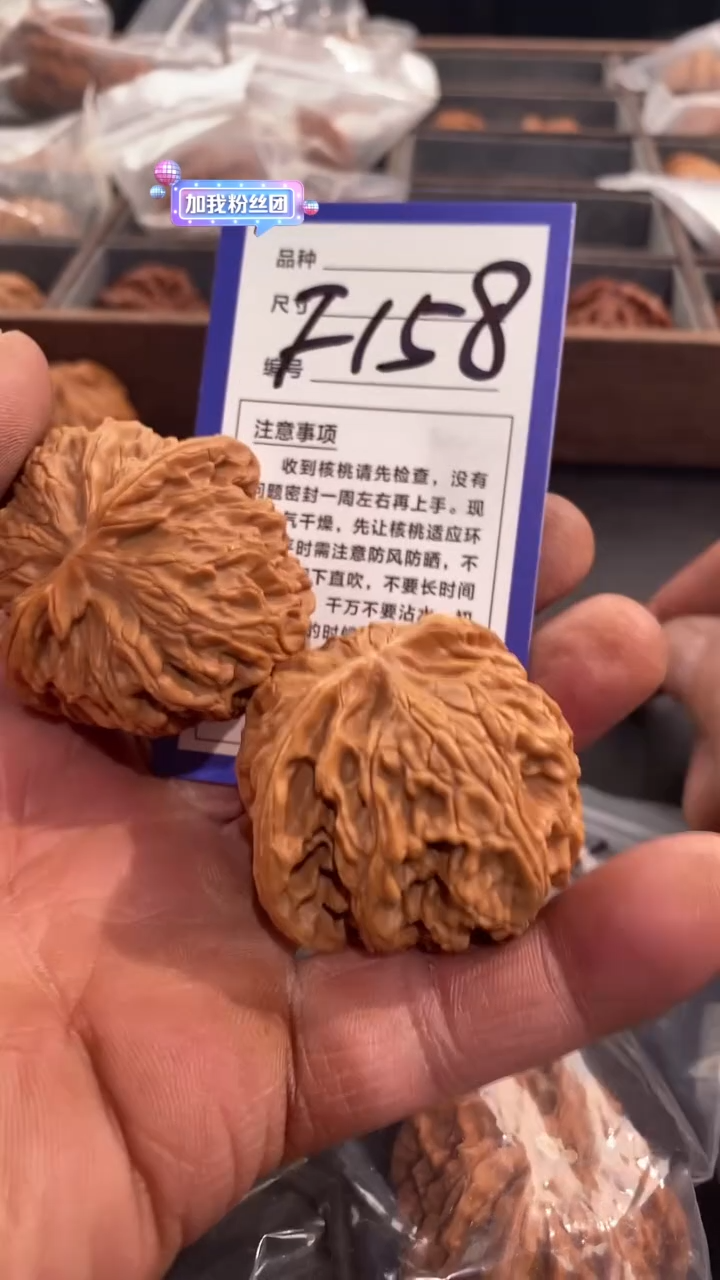 加我粉丝团
品种
尺寸
F158
编号
注意事项
收到核桃请先检查，没有
问题密封一周左右再上手。现
气干燥，先让核桃适应环
时需注意防风防晒，不
下直吹，不要长时间
千万不要沾水
的时候